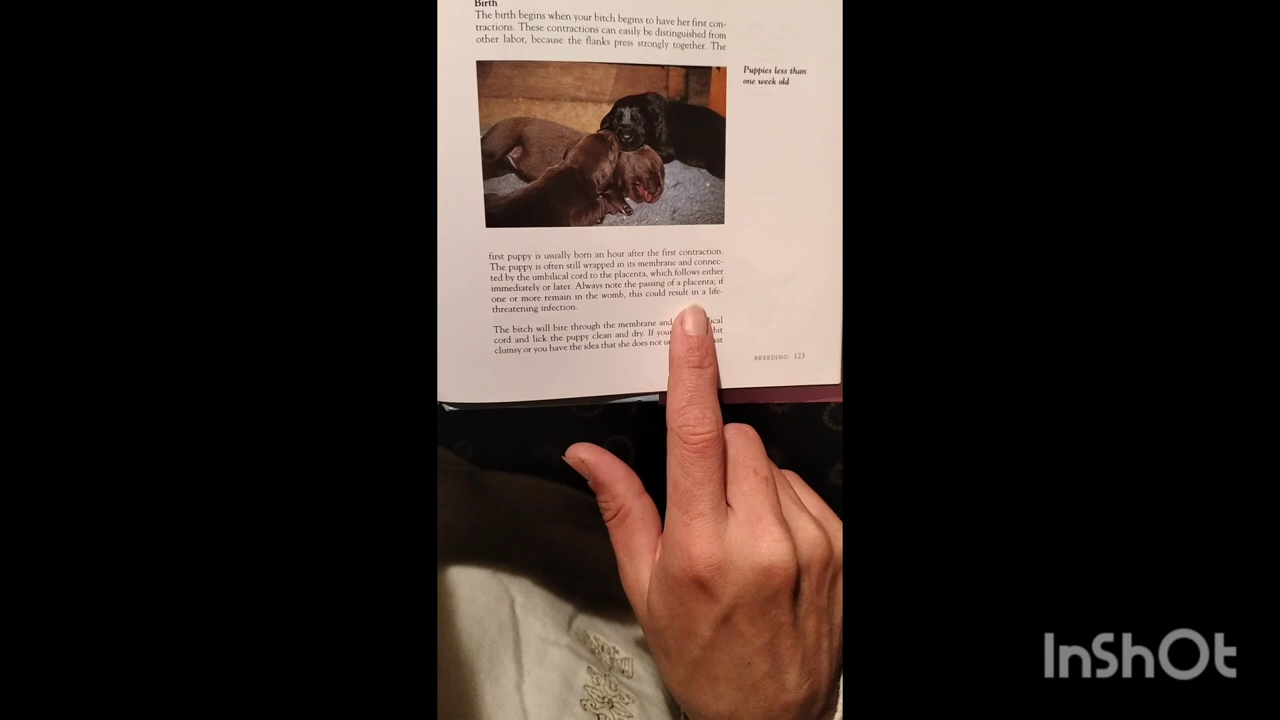 Birth
The birth begins when your bitch begins to have her first con-
tractions. These contractions can easily be distinguished from
other labor, because the flanks press strongly together. The
Puppies less than
one week old
first puppy is usually born an hour after the first contraction.
The puppy is often still wrapped in its membrane and connec-
ted by the umbilical cord to the placenta, which follows either
immediately or later. Always note the passing of a placenta; if
one or more remain in the womb, this could result in a life-
threatening infection.
The bitch will bite through the membrane and ical
cord and lick the puppy clean and dry. If your bit
clumsy or you have the idea that she does not at
BREEDING 123
InShOt